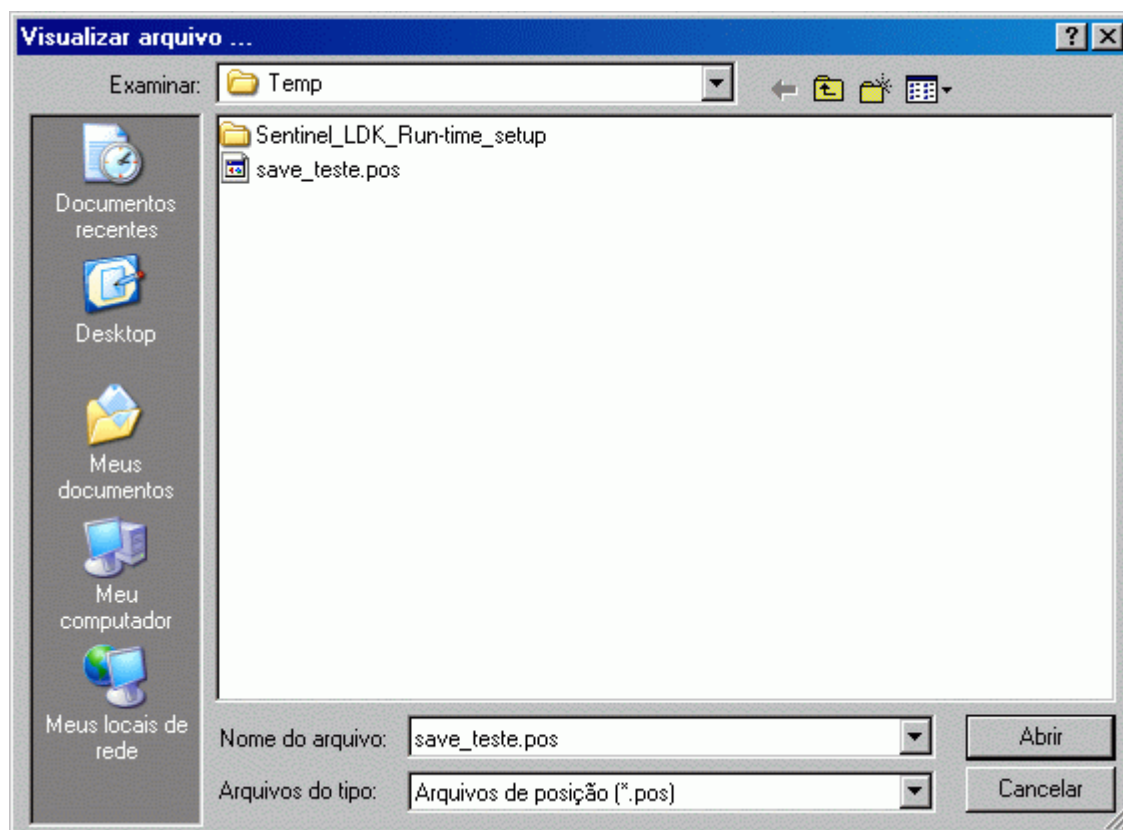 Visualizar arquivo ...
Examinar:
Temp
Sentinel_LDK_Run-time_setup
save_teste.pos
Documentos
recentes
Desktop
Meus
documentos
Meu
computador
Meus locais de
rede
Nome do arquivo:
save_teste.pos
Abrir
Arquivos do tipo:
Arquivos de posição (*.pos)
Cancelar